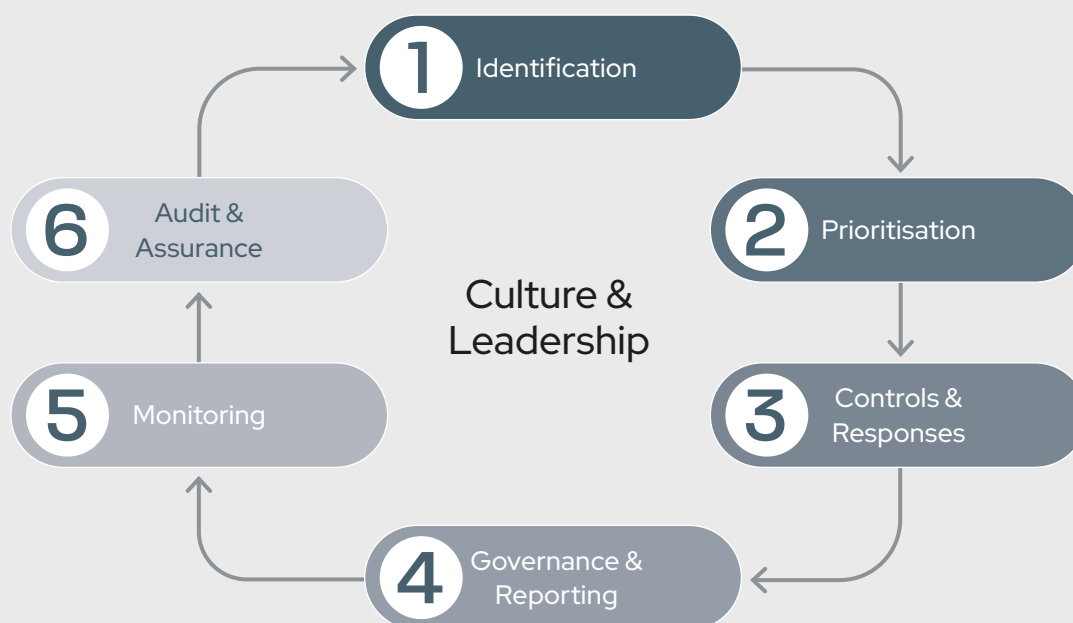 1 Identification
2 Prioritisation
3 Controls &
Responses
4 Governance &
Reporting
5 Monitoring
6 Audit &
Assurance
Culture &
Leadership